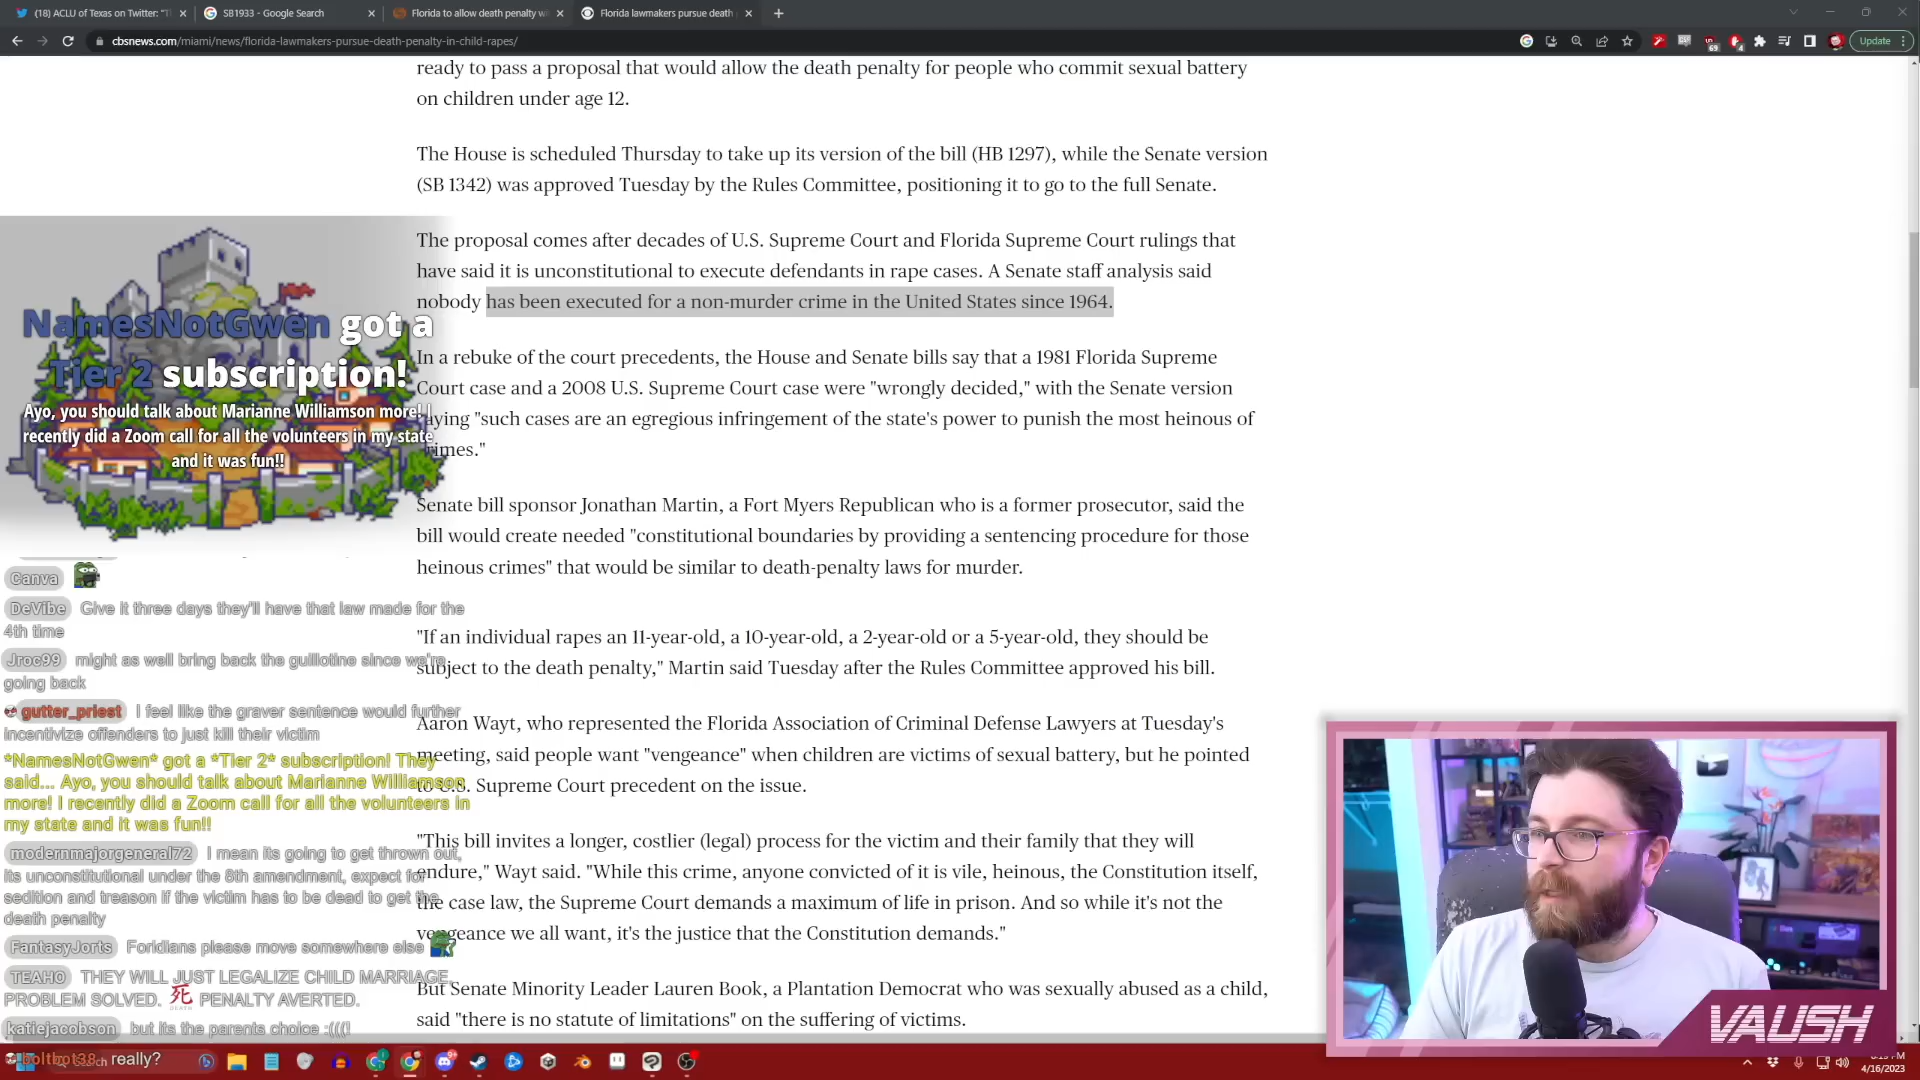 (18) ACLU of Texas on Twitter: "T
SB1933 - Google Search
Florida to allow death penalty wi
Florida lawmakers pursue death
cbsnews.com/miami/news/florida-lawmakers-pursue-death-penalty-in-child-rapes/
Update
ready to pass a proposal that would allow the death penalty for people who commit sexual battery
on children under age 12.
The House is scheduled Thursday to take up its version of the bill (HB 1297), while the Senate version
(SB 1342) was approved Tuesday by the Rules Committee, positioning it to go to the full Senate.
The proposal comes after decades of U.S. Supreme Court and Florida Supreme Court rulings that
have said it is unconstitutional to execute defendants in rape cases. A Senate staff analysis said
nobody has been executed for a non-murder crime in the United States since 1964.
In a rebuke of the court precedents, the House and Senate bills say that a 1981 Florida Supreme
Court case and a 2008 U.S. Supreme Court case were "wrongly decided," with the Senate version
saying "such cases are an egregious infringement of the state's power to punish the most heinous of
crimes."
Senate bill sponsor Jonathan Martin, a Fort Myers Republican who is a former prosecutor, said the
bill would create needed "constitutional boundaries by providing a sentencing procedure for those
heinous crimes" that would be similar to death-penalty laws for murder.
"If an individual rapes an 11-year-old, a 10-year-old, a 2-year-old or a 5-year-old, they should be
subject to the death penalty," Martin said Tuesday after the Rules Committee approved his bill.
Aaron Wayt, who represented the Florida Association of Criminal Defense Lawyers at Tuesday's
meeting, said people want "vengeance" when children are victims of sexual battery, but he pointed
to U.S. Supreme Court precedent on the issue.
"This bill invites a longer, costlier (legal) process for the victim and their family that they will
endure," Wayt said. "While this crime, anyone convicted of it is vile, heinous, the Constitution itself,
the case law, the Supreme Court demands a maximum of life in prison. And so while it's not the
vengeance we all want, it's the justice that the Constitution demands."
But Senate Minority Leader Lauren Book, a Plantation Democrat who was sexually abused as a child,
said "there is no statute of limitations" on the suffering of victims.
NamesNotGwen got a
Tier 2 subscription!
Ayo, you should talk about Marianne Williamson more! I
recently did a Zoom call for all the volunteers in my state
and it was fun!!
Canva
DeVibe Give it three days they'll have that law made for the
4th time
Jroc99 might as well bring back the guillotine since we're
going back
gutter_priest I feel like the graver sentence would further
incentivize offenders to just kill their victim
*NamesNotGwen* got a *Tier 2* subscription! They
said... Ayo, you should talk about Marianne Williamson
more! I recently did a Zoom call for all the volunteers in
my state and it was fun!!
modernmajorgeneral72 I mean its going to get thrown out,
its unconstitutional under the 8th amendment, expect for
sedition and treason if the victim has to be dead to get the
death penalty
FantasyJorts Foridians please move somewhere else
TEAHO THEY WILL JUST LEGALIZE CHILD MARRIAGE,
PROBLEM SOLVED. 死 PENALTY AVERTED.
DEATH
katiejacobson but its the parents choice :(((!
boltbot38 really?
VAUSH
4/16/2023